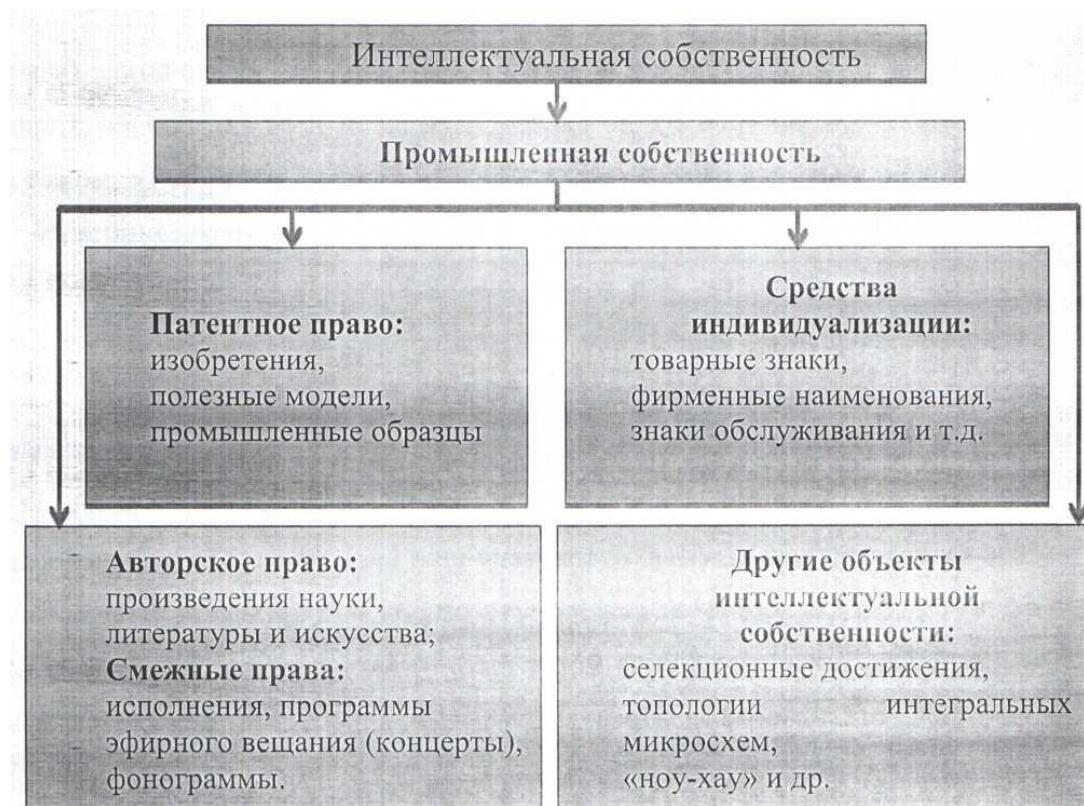 Интеллектуальная собственность
Промышленная собственность
Патентное право:
изобретения,
полезные модели,
промышленные образцы
Средства
индивидуализации:
товарные знаки,
фирменные наименования,
знаки обслуживания и т.д.
Авторское право:
произведения науки,
литературы и искусства;
Смежные права:
исполнения, программы
эфирного вещания (концерты),
фонограммы.
Другие объекты
интеллектуальной
собственности:
селекционные достижения,
топологии интегральных
микросхем,
«ноу-хау» и др.